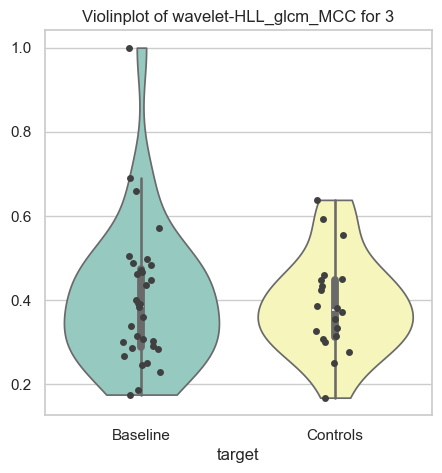 Violinplot of wavelet-HLL_glcm_MCC for 3
1.0
0.8
0.6
0.4
0.2
Baseline
Controls
target